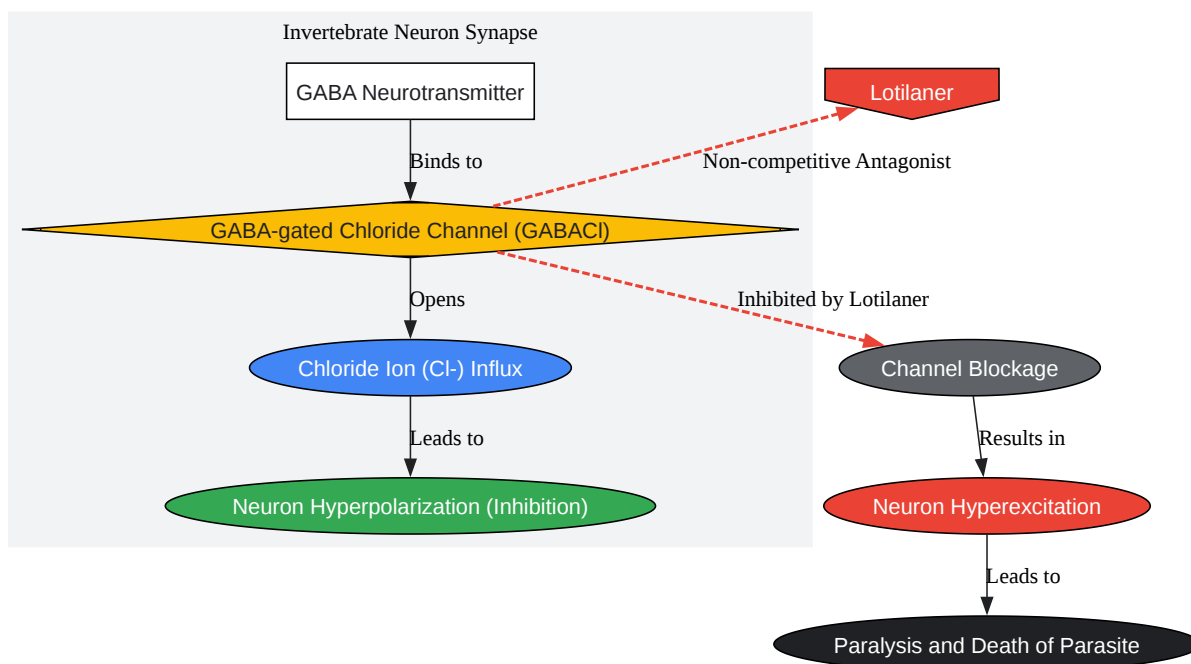 Invertebrate Neuron Synapse
GABA Neurotransmitter
Lotilaner
Binds to
Non-competitive Antagonist
GABA-gated Chloride Channel (GABACl)
Opens
Inhibited by Lotilaner
Chloride Ion (Cl-) Influx
Channel Blockage
Leads to
Results in
Neuron Hyperpolarization (Inhibition)
Neuron Hyperexcitation
Leads to
Paralysis and Death of Parasite